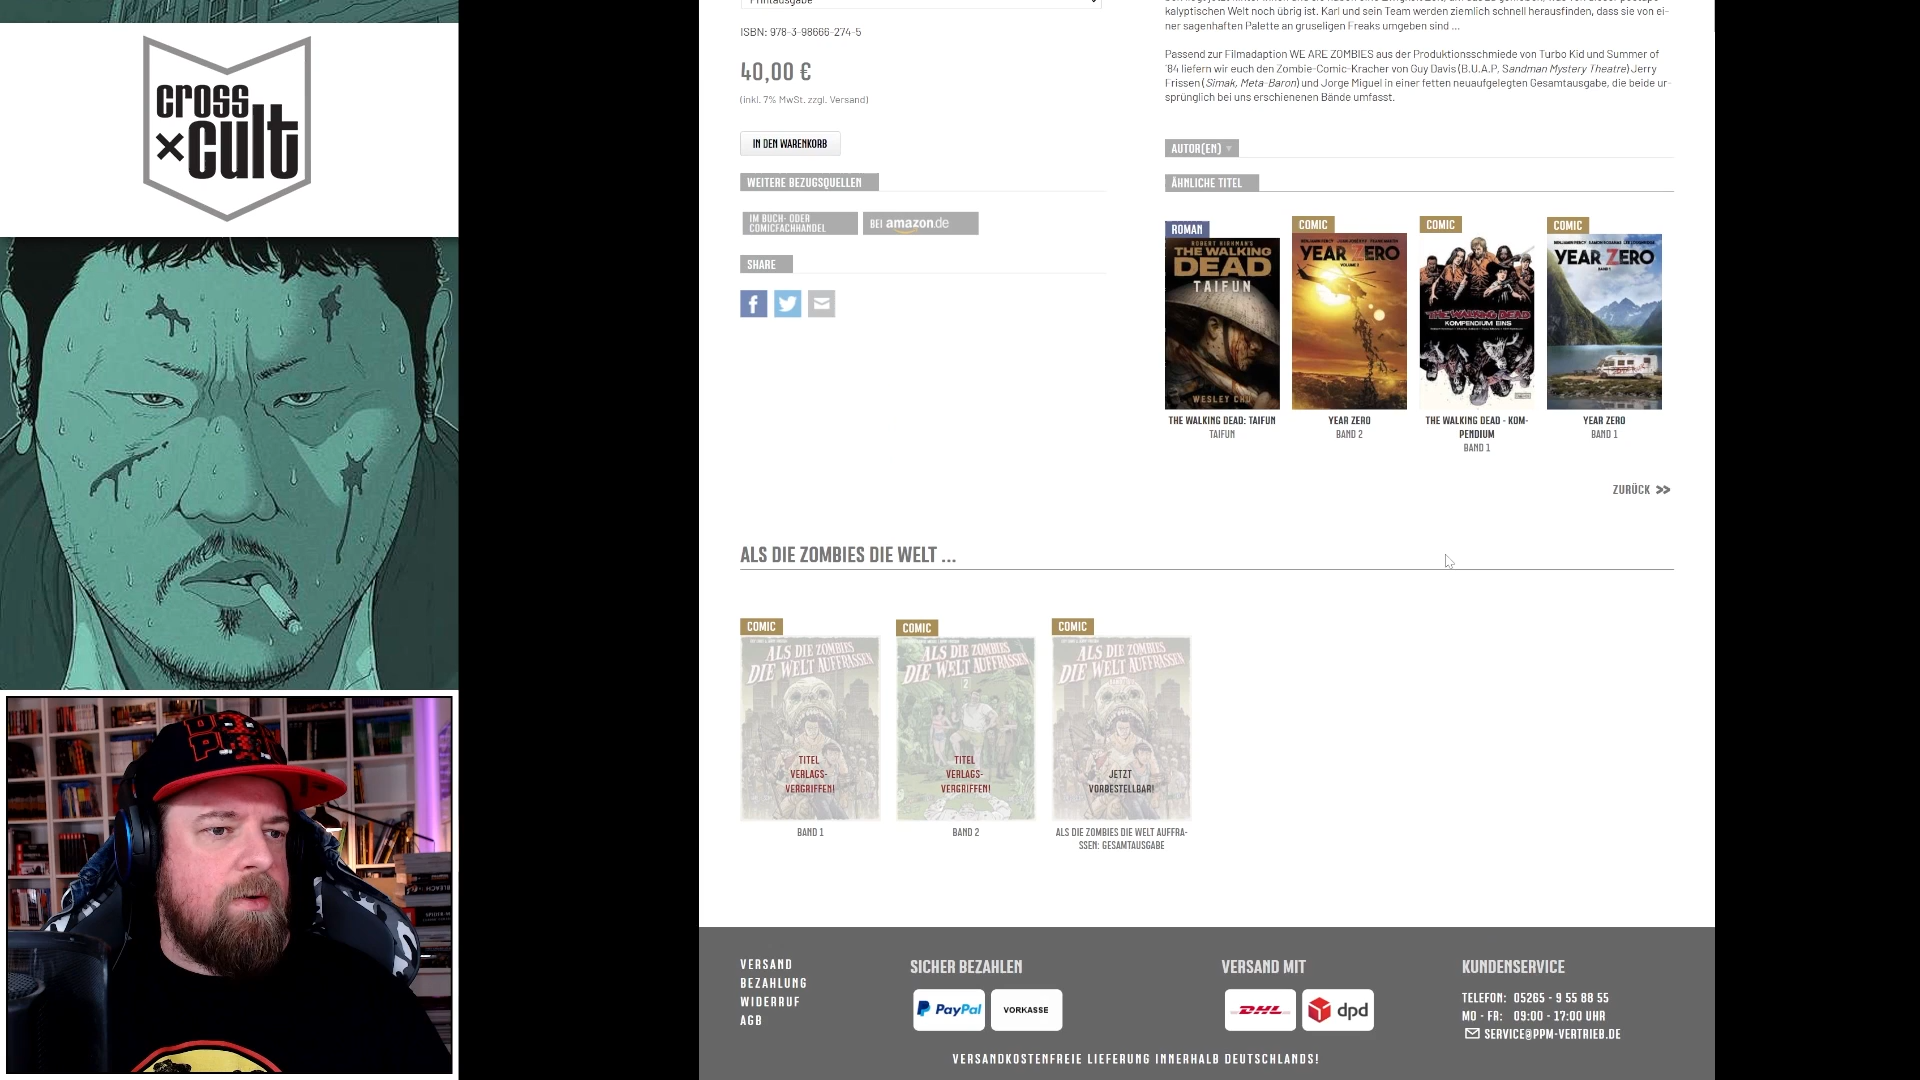 cross
×cult
Printausgabe
ISBN: 978-3-98666-274-5
40,00 €
(inkl. 7% MwSt. zzgl. Versand)
IN DEN WARENKORB
WEITERE BEZUGSQUELLEN
IM BUCH- ODER
COMICFACHHANDEL
BEI amazon.de
SHARE
kalyptischen Welt noch übrig ist. Karl und sein Team werden ziemlich schnell herausfinden, dass sie von ei-
ner sagenhaften Palette an gruseligen Freaks umgeben sind ...
Passend zur Filmadaption WE ARE ZOMBIES aus der Produktionsschmiede von Turbo Kid und Summer of
'84 liefern wir euch den Zombie-Comic-Kracher von Guy Davis (B.U.A.P, Sandman Mystery Theatre) Jerry
Frissen (Simak, Meta-Baron) und Jorge Miguel in einer fetten neuaufgelegten Gesamtausgabe, die beide ur-
sprünglich bei uns erschienenen Bände umfasst.
AUTOR(EN)
ÄHNLICHE TITEL
ROMAN
ROBERT KIRKMAN'S
THE WALKING
DEAD
TAIFUN
WESLEY CHU
THE WALKING DEAD: TAIFUN
TAIFUN
COMIC
YEAR ZERO
YEAR ZERO
BAND 2
COMIC
THE WALKING DEAD
KOMPENDIUM EINS
THE WALKING DEAD - KOM-
PENDIUM
BAND 1
COMIC
YEAR ZERO
BAND 1
YEAR ZERO
BAND 1
ZURÜCK
ALS DIE ZOMBIES DIE WELT ...
COMIC
ALS DIE ZOMBIES
DIE WELT AUFFRASSEN
TITEL
VERLAGS-
VERGRIFFEN!
BAND 1
COMIC
ALS DIE ZOMBIES
DIE WELT AUFFRASSEN
2
TITEL
VERLAGS-
VERGRIFFEN!
BAND 2
COMIC
ALS DIE ZOMBIES
DIE WELT AUFFRASSEN
JETZT
VORBESTELLBAR!
ALS DIE ZOMBIES DIE WELT AUFFRA-
SSEN: GESAMTAUSGABE
VERSAND
BEZAHLUNG
WIDERRUF
AGB
SICHER BEZAHLEN
PayPal
VORKASSE
VERSAND MIT
DHL
dpd
KUNDENSERVICE
TELEFON: 05265 - 9 55 88 55
MO - FR: 09:00 - 17:00 UHR
SERVICE@PPM-VERTRIEB.DE
VERSANDKOSTENFREIE LIEFERUNG INNERHALB DEUTSCHLANDS!
BLEACH
SPIDER-M